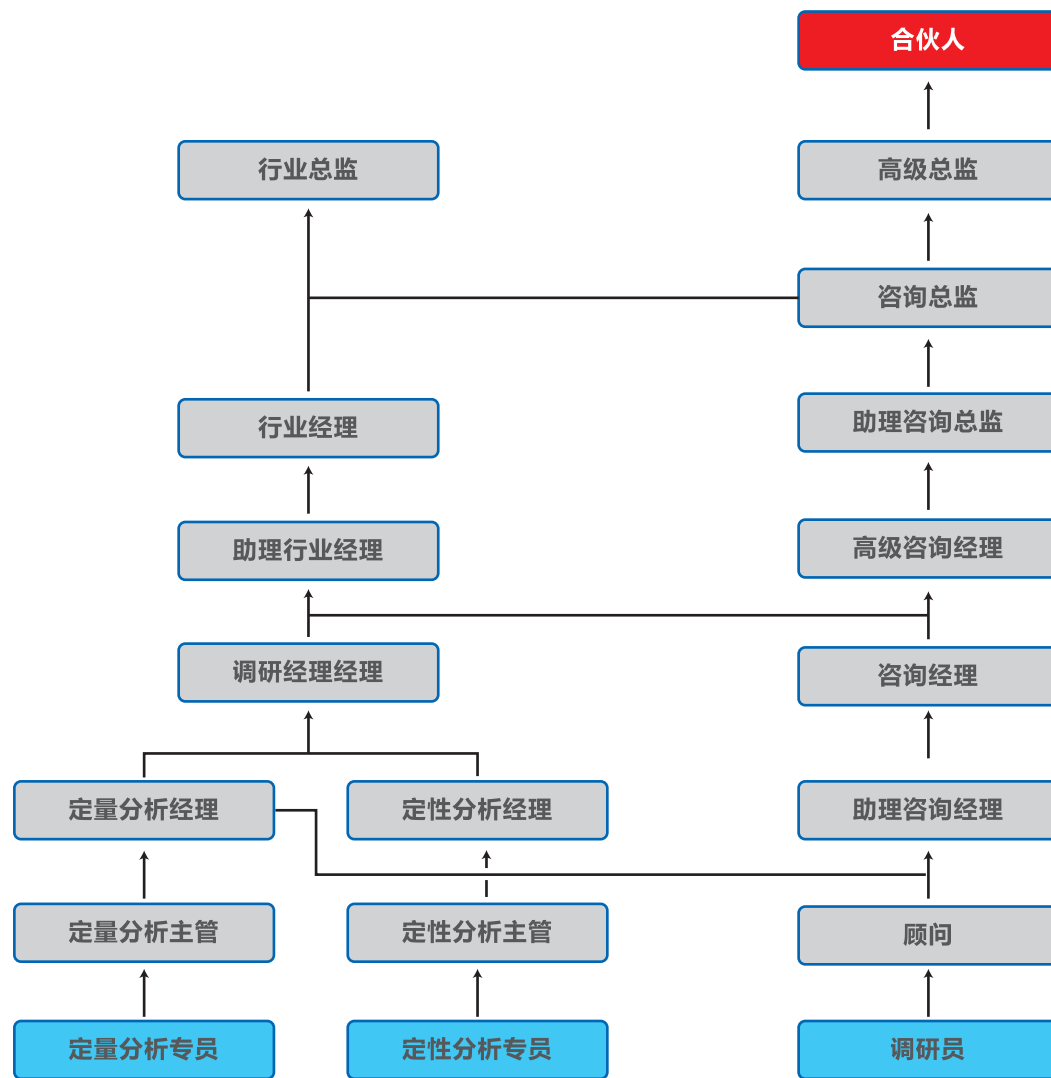 合伙人
行业总监
高级总监
咨询总监
行业经理
助理咨询总监
助理行业经理
高级咨询经理
调研经理经理
咨询经理
定量分析经理
定性分析经理
助理咨询经理
定量分析主管
定性分析主管
顾问
定量分析专员
定性分析专员
调研员